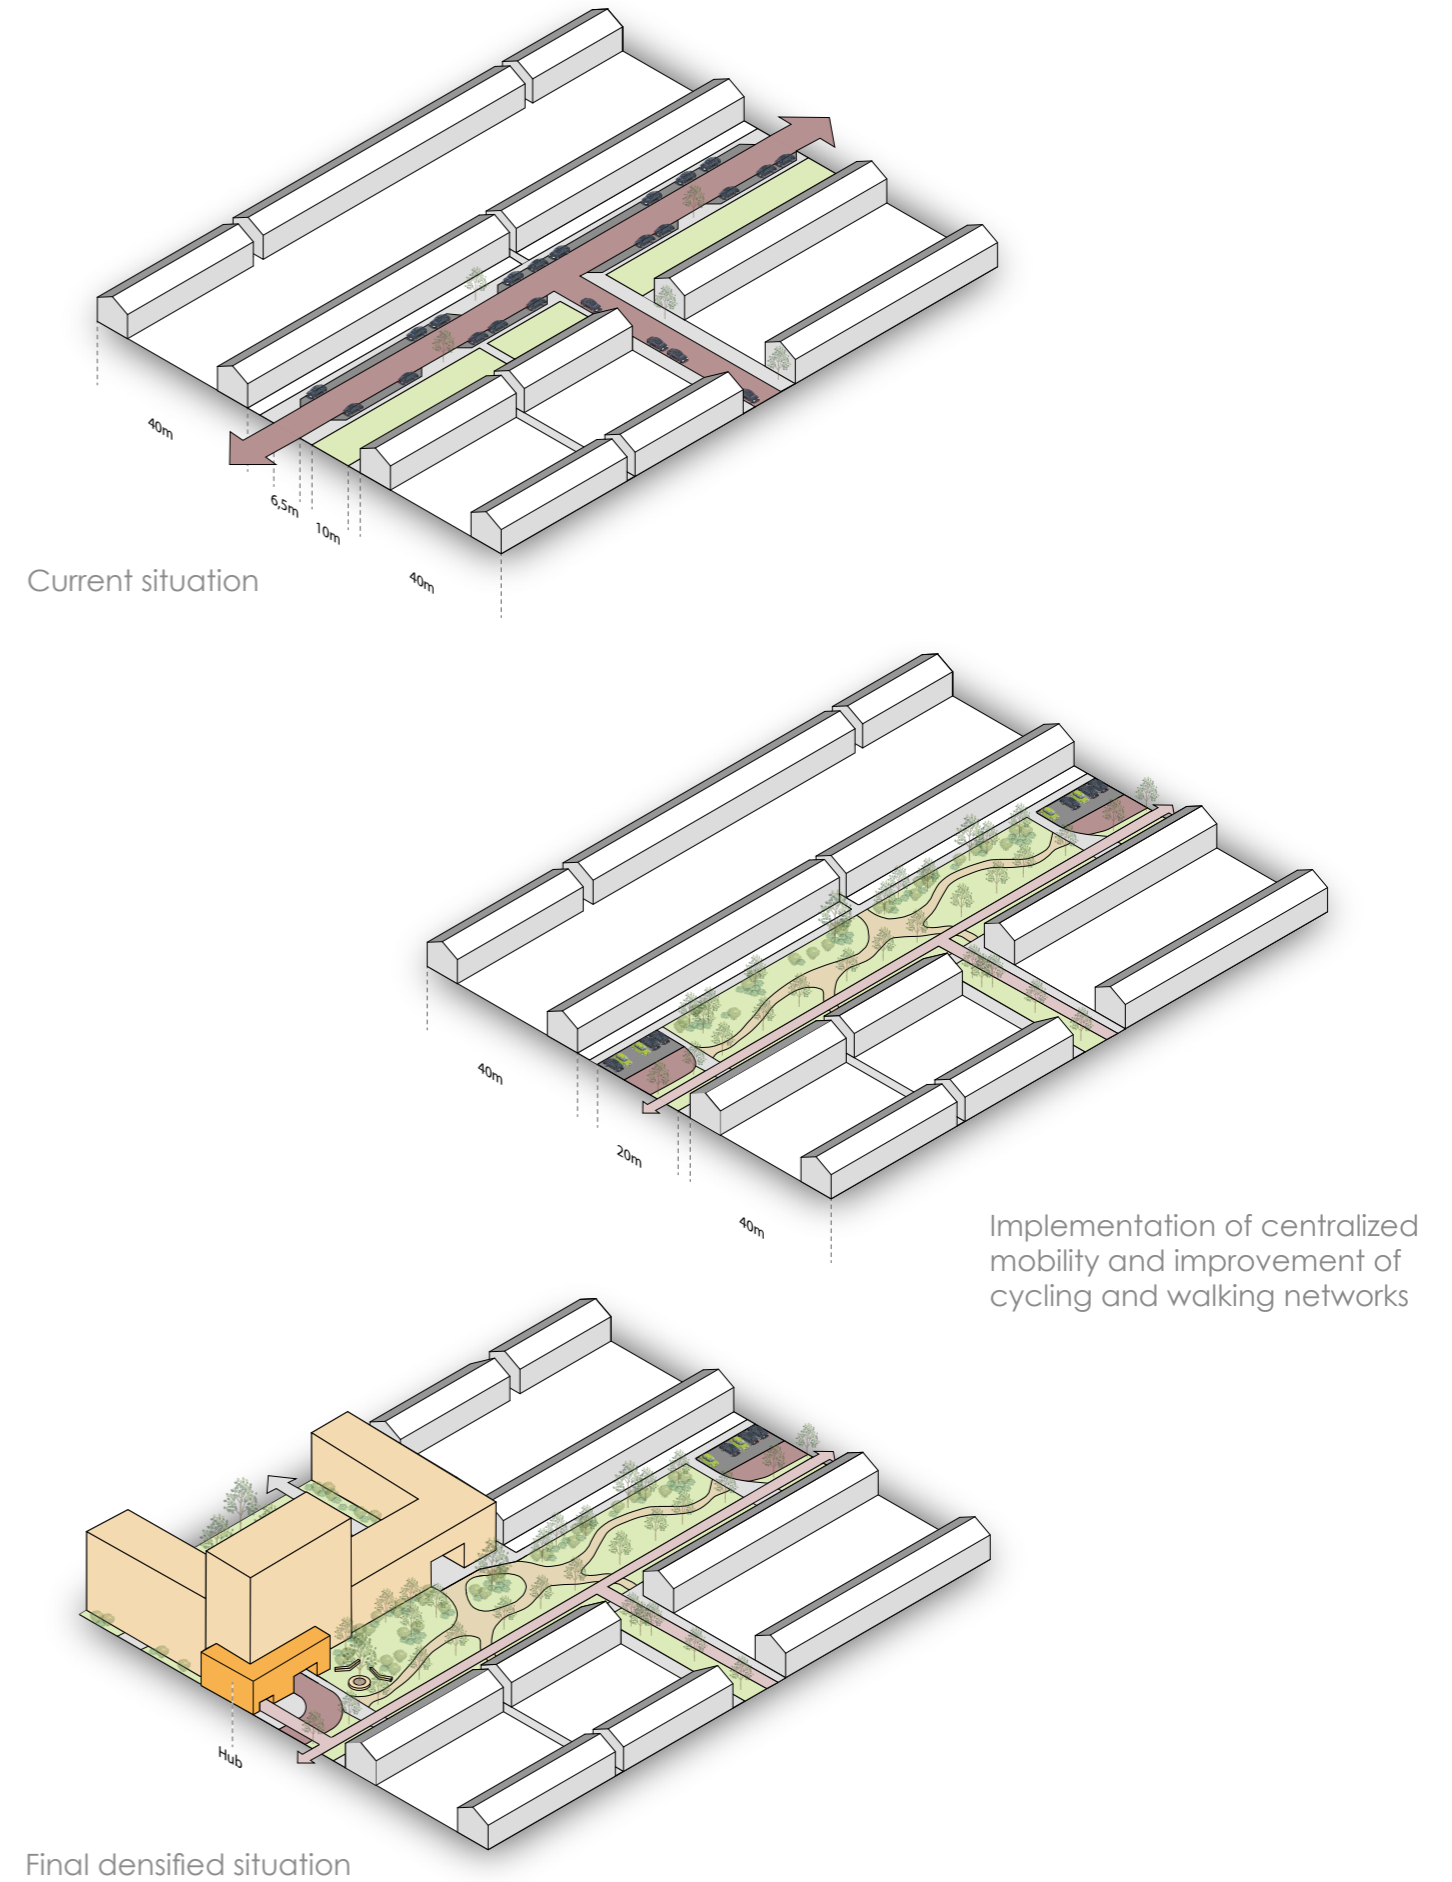 40m
6,5m
10m
40m
Current situation
40m
20m
40m
Implementation of centralized
mobility and improvement of
cycling and walking networks
Hub
Final densified situation